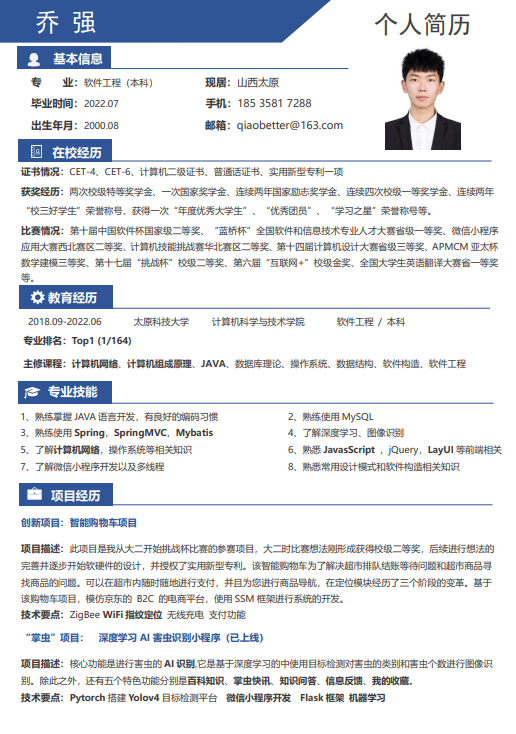 乔 强
个人简历
基本信息
专 业：软件工程（本科） 现居：山西太原
毕业时间：2022.07 手机：185 3581 7288
出生年月：2000.08 邮箱：qiaobetter@163.com
在校经历
证书情况：CET-4、CET-6、计算机二级证书、普通话证书、实用新型专利一项
获奖经历：两次校级特等奖学金、一次国家奖学金、连续两年国家励志奖学金、连续四次校级一等奖学金、连续两年
“校三好学生”荣誉称号、获得一次“年度优秀大学生”、“优秀团员”、“学习之星”荣誉称号等。
比赛情况：第十届中国软件杯国家级二等奖、“蓝桥杯”全国软件和信息技术专业人才大赛省级一等奖、微信小程序
应用大赛西北赛区二等奖、计算机技能挑战赛华北赛区二等奖、第十四届计算机设计大赛省级三等奖、APMCM 亚太杯
数学建模三等奖、第十七届“挑战杯”校级二等奖、第六届“互联网+”校级金奖、全国大学生英语翻译大赛省一等奖
等。
教育经历
2018.09-2022.06 太原科技大学 计算机科学与技术学院 软件工程 / 本科
专业排名：Top1 (1/164)
主修课程：计算机网络、计算机组成原理、JAVA、数据库理论、操作系统、数据结构、软件构造、软件工程
专业技能
1、熟练掌握 JAVA 语言开发，有良好的编码习惯 2、熟练使用 MySQL
3、熟练使用 Spring，SpringMVC，Mybatis 4、了解深度学习、图像识别
5、了解计算机网络，操作系统等相关知识 6、熟悉 JavasScript ，jQuery，LayUI 等前端相关
7、了解微信小程序开发以及多线程 8、熟悉常用设计模式和软件构造相关知识
项目经历
创新项目：智能购物车项目
项目描述：此项目是我从大二开始挑战杯比赛的参赛项目，大二时比赛想法刚形成获得校级二等奖，后续进行想法的
完善并逐步开始软硬件的设计，并授权了实用新型专利。该智能购物车为了解决超市排队结账等待问题和超市商品寻
找商品的问题。可以在超市内随时随地进行支付，并且为您进行商品导航，在定位模块经历了三个阶段的变革。基于
该购物车项目，模仿京东的 B2C 的电商平台，使用 SSM 框架进行系统的开发。
技术要点：ZigBee WiFi 指纹定位 无线充电 支付功能
“掌虫”项目： 深度学习 AI 害虫识别小程序（已上线）
项目描述：核心功能是进行害虫的 AI 识别,它是基于深度学习的中使用目标检测对害虫的类别和害虫个数进行图像识
别。除此之外，还有五个特色功能分别是百科知识、掌虫快讯、知识问答、信息反馈、我的收藏。
技术要点：Pytorch 搭建 Yolov4 目标检测平台 微信小程序开发 Flask 框架 机器学习